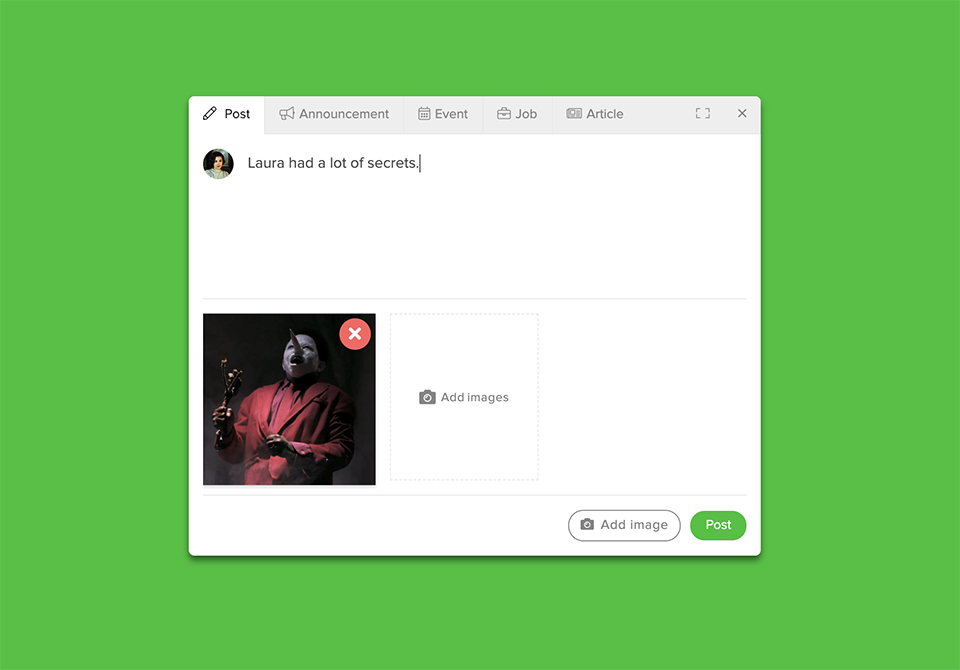 Post Announcement Event Job Article
Laura had a lot of secrets.
Add images
Add image Post